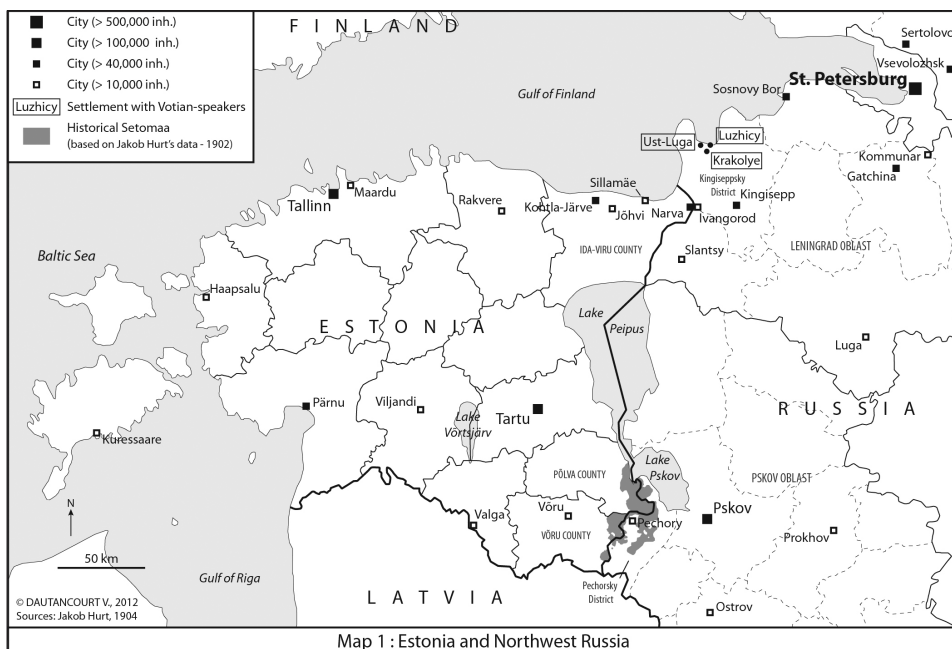 City (> 500,000 inh.)
City (> 100,000 inh.)
City (> 40,000 inh.)
City (> 10,000 inh.)
Luzhicy Settlement with Votian-speakers
Historical Setomaa
(based on Jakob Hurt's data - 1902)
FINLAND
Sertolovo
Vsevolozhsk
St. Petersburg
Gulf of Finland
Sosnovy Bor
Ust-Luga
Luzhicy
Krakolye
Kommunar
Gatchina
Kingiseppsky
District
Sillamäe
Kingisepp
Maardu
Tallinn
Rakvere
Kohtla-Järve
Jõhvi
Narva
Ivangorod
IDA-VIRU COUNTY
LENINGRAD OBLAST
Slantsy
Baltic Sea
Haapsalu
Lake
Peipus
ESTONIA
Luga
Pärnu
Viljandi
Lake
Võrtsjärv
Tartu
RUSSIA
Kuressaare
Lake
Pskov
PÕLVA COUNTY
PSKOV OBLAST
N
Valga
Võru
VÕRU COUNTY
Pechory
Pskov
Prokhov
50 km
Gulf of Riga
LATVIA
Pechorsky
District
Ostrov
© DAUTANCOURT V., 2012
Sources: Jakob Hurt, 1904
Map 1 : Estonia and Northwest Russia